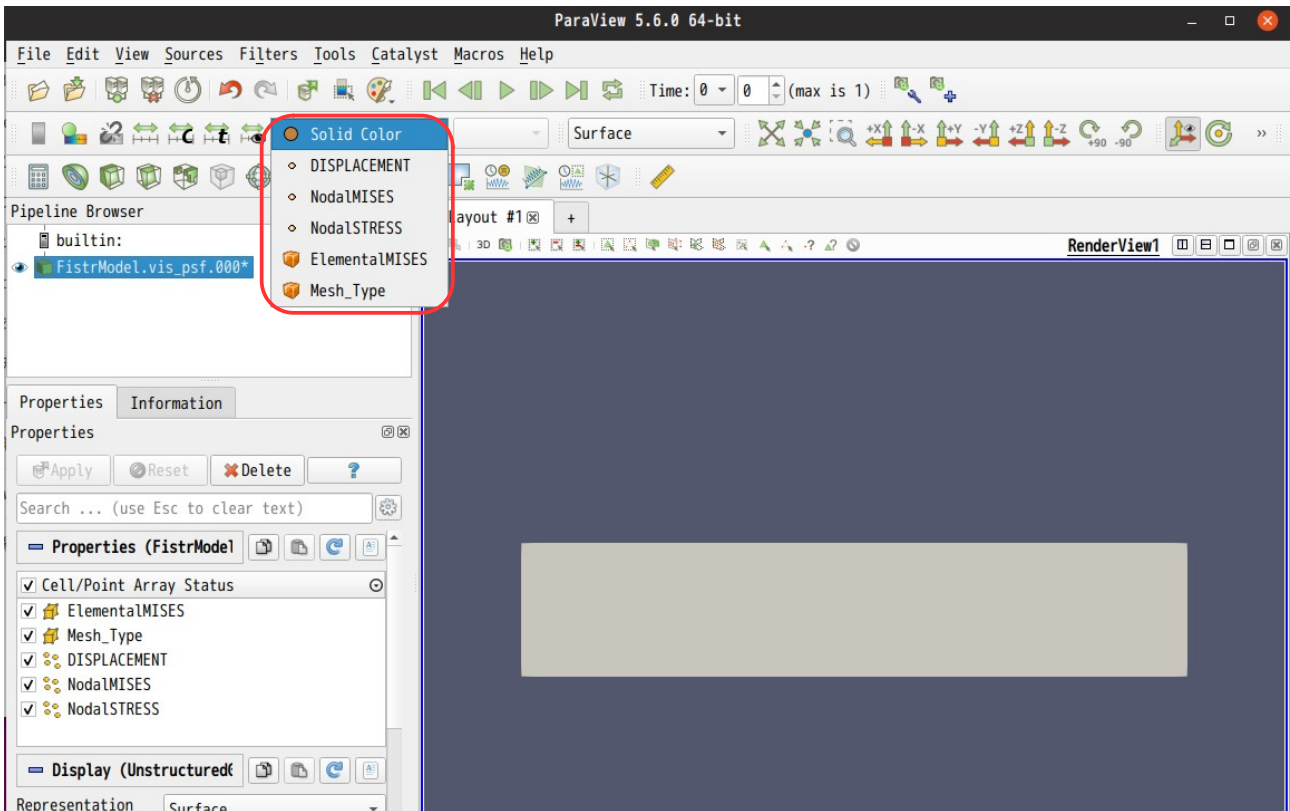 ParaView 5.6.0 64-bit
File Edit View Sources Filters Tools Catalyst Macros Help
Time: 0 0 (max is 1)
Solid Color
Surface
+X -X +Y -Y +Z -Z +90 -90 »
DISPLACEMENT
NodalMISES
NodalSTRESS
ElementalMISES
Mesh_Type
Pipeline Browser
builtin:
FistrModel.vis_psf.000*
ayout #1 +
3D
RenderView1
Properties Information
Properties
Apply Reset Delete ?
Search ... (use Esc to clear text)
Properties (FistrModel
Cell/Point Array Status
ElementalMISES
Mesh_Type
DISPLACEMENT
NodalMISES
NodalSTRESS
Display (Unstructured
Representation Surface